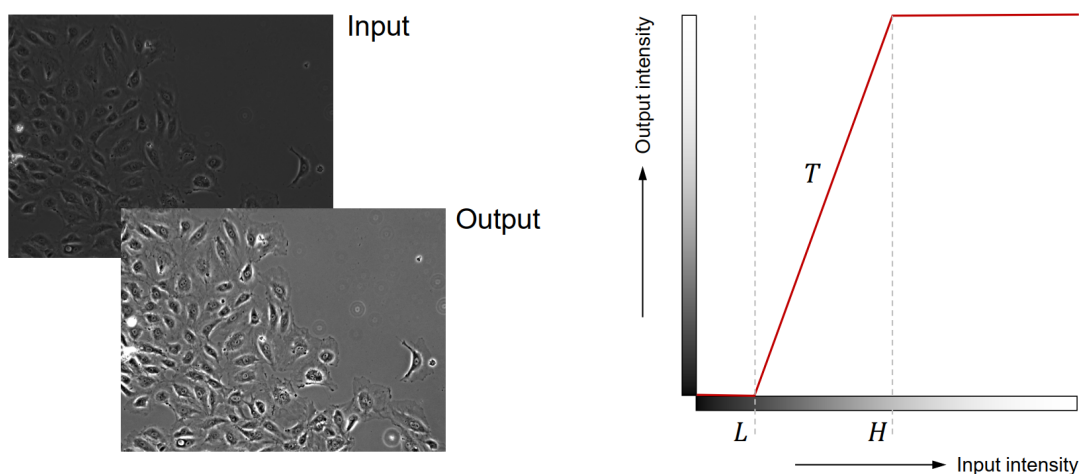 Input
Output
Output intensity
T
L
H
Input intensity